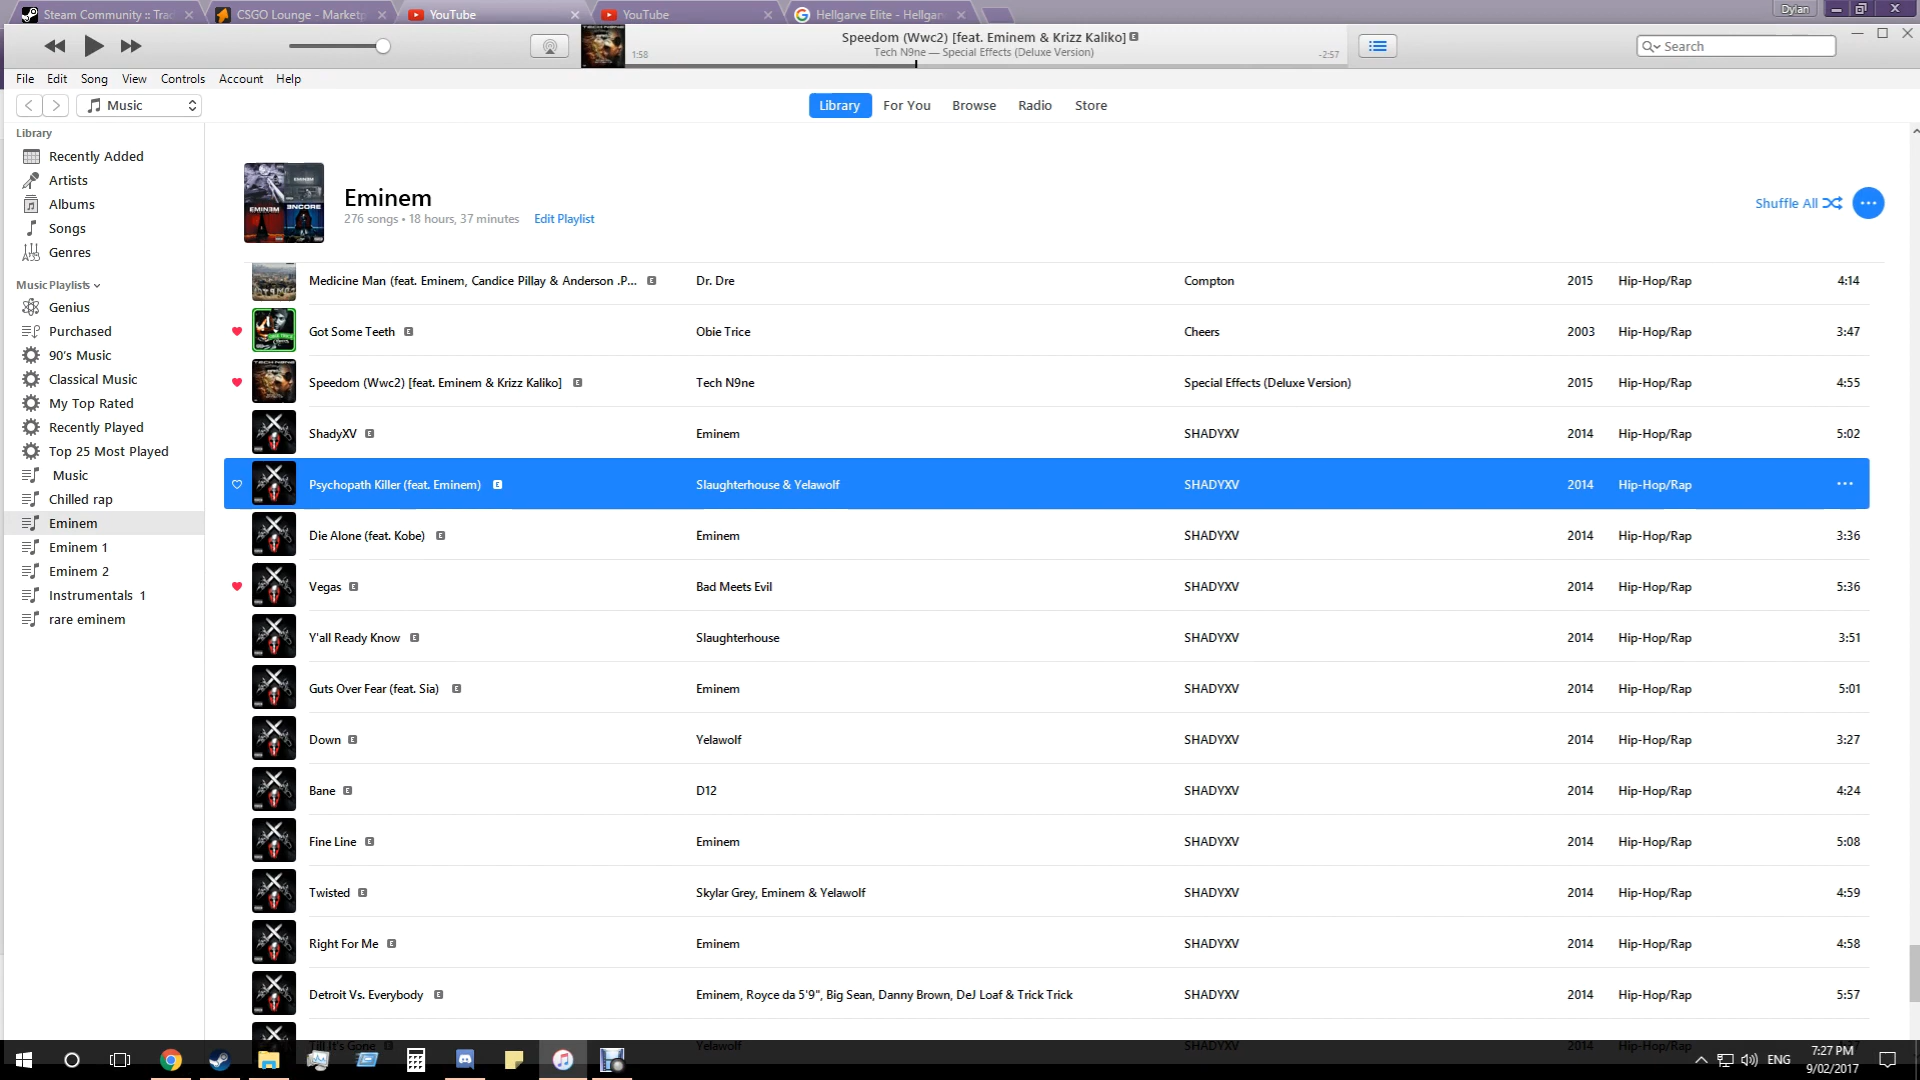 Steam Community :: Trad
CSGO Lounge - Marketp
YouTube
YouTube
Hellgarve Elite - Hellgar
Dylan
Speedom (Wwc2) [feat. Eminem & Krizz Kaliko] E
Tech N9ne — Special Effects (Deluxe Version)
1:58
-2:57
Search
File Edit Song View Controls Account Help
Music
Library For You Browse Radio Store
Library
Recently Added
Artists
Albums
Songs
Genres
Music Playlists
Genius
Purchased
90's Music
Classical Music
My Top Rated
Recently Played
Top 25 Most Played
Music
Chilled rap
Eminem
Eminem 1
Eminem 2
Instrumentals 1
rare eminem
Eminem
276 songs • 18 hours, 37 minutes Edit Playlist
Shuffle All
Medicine Man (feat. Eminem, Candice Pillay & Anderson .P... E Dr. Dre Compton 2015 Hip-Hop/Rap 4:14
Got Some Teeth E Obie Trice Cheers 2003 Hip-Hop/Rap 3:47
Speedom (Wwc2) [feat. Eminem & Krizz Kaliko] E Tech N9ne Special Effects (Deluxe Version) 2015 Hip-Hop/Rap 4:55
ShadyXV E Eminem SHADYXV 2014 Hip-Hop/Rap 5:02
Psychopath Killer (feat. Eminem) E Slaughterhouse & Yelawolf SHADYXV 2014 Hip-Hop/Rap
Die Alone (feat. Kobe) E Eminem SHADYXV 2014 Hip-Hop/Rap 3:36
Vegas E Bad Meets Evil SHADYXV 2014 Hip-Hop/Rap 5:36
Y'all Ready Know E Slaughterhouse SHADYXV 2014 Hip-Hop/Rap 3:51
Guts Over Fear (feat. Sia) E Eminem SHADYXV 2014 Hip-Hop/Rap 5:01
Down E Yelawolf SHADYXV 2014 Hip-Hop/Rap 3:27
Bane E D12 SHADYXV 2014 Hip-Hop/Rap 4:24
Fine Line E Eminem SHADYXV 2014 Hip-Hop/Rap 5:08
Twisted E Skylar Grey, Eminem & Yelawolf SHADYXV 2014 Hip-Hop/Rap 4:59
Right For Me E Eminem SHADYXV 2014 Hip-Hop/Rap 4:58
Detroit Vs. Everybody E Eminem, Royce da 5'9", Big Sean, Danny Brown, DeJ Loaf & Trick Trick SHADYXV 2014 Hip-Hop/Rap 5:57
Till It's Gone E Yelawolf SHADYXV 2014 Hip-Hop/Rap
ENG
7:27 PM
9/02/2017